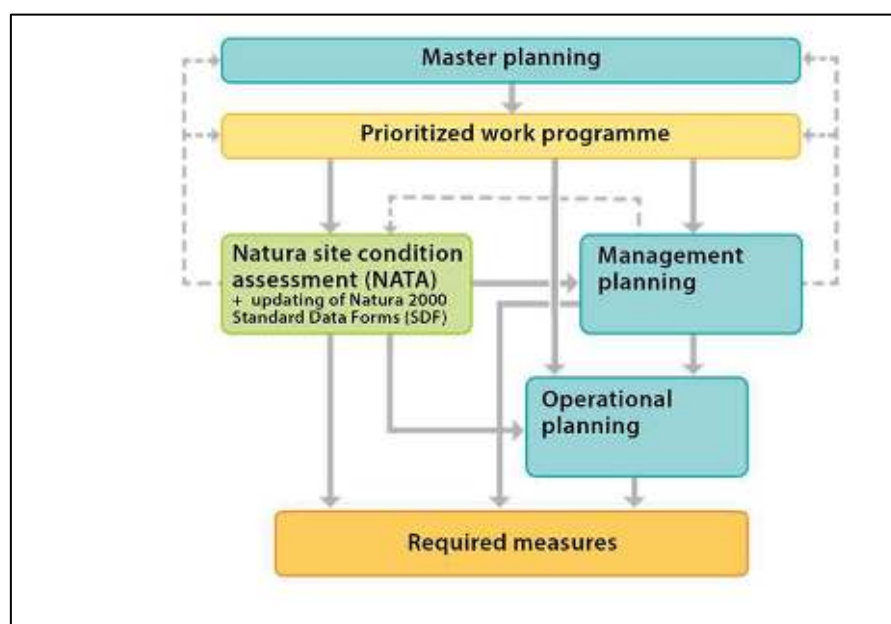 Master planning
Prioritized work programme
Natura site condition
assessment (NATA)
+ updating of Natura 2000
Standard Data Forms (SDF)
Management
planning
Operational
planning
Required measures